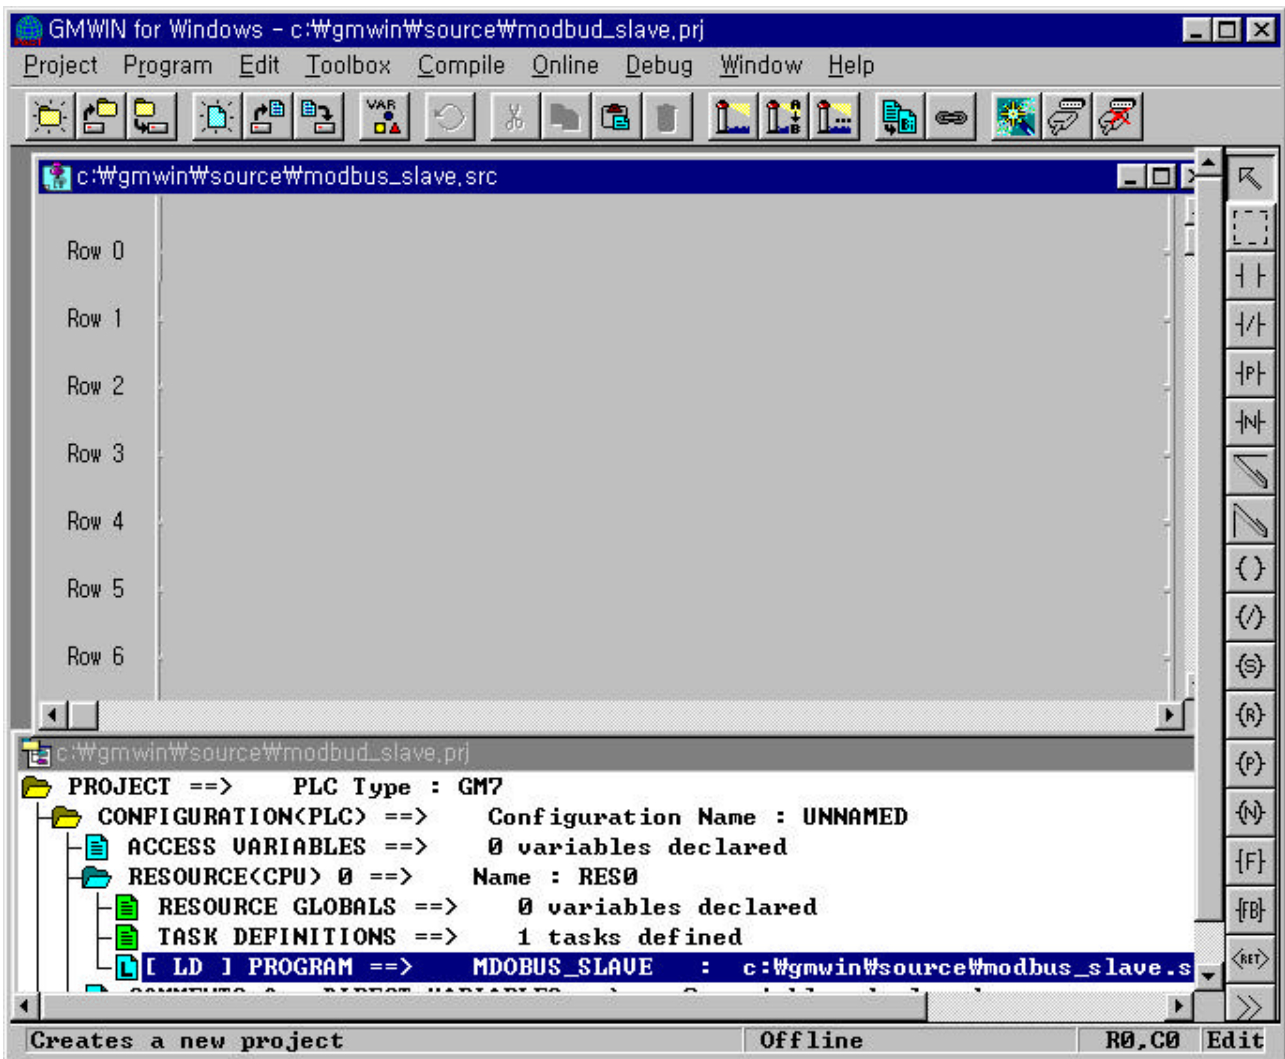 GMWIN for Windows - c:₩gmwin₩source₩modbud_slave.prj
Project Program Edit Toolbox Compile Online Debug Window Help
VAR
A
B
Bi
c:₩gmwin₩source₩modbus_slave.src
Row 0
Row 1
Row 2
Row 3
Row 4
Row 5
Row 6
P
N
(S)
(R)
(P)
(N)
{F}
{FB}
<RET>
c:₩gmwin₩source₩modbud_slave.prj
PROJECT ==> PLC Type : GM7
CONFIGURATION(PLC) ==> Configuration Name : UNNAMED
ACCESS VARIABLES ==> 0 variables declared
RESOURCE(CPU) 0 ==> Name : RES0
RESOURCE GLOBALS ==> 0 variables declared
TASK DEFINITIONS ==> 1 tasks defined
L [ LD ] PROGRAM ==> MDOBUS_SLAVE : c:₩gmwin₩source₩modbus_slave.s
Creates a new project Offline R0,C0 Edit